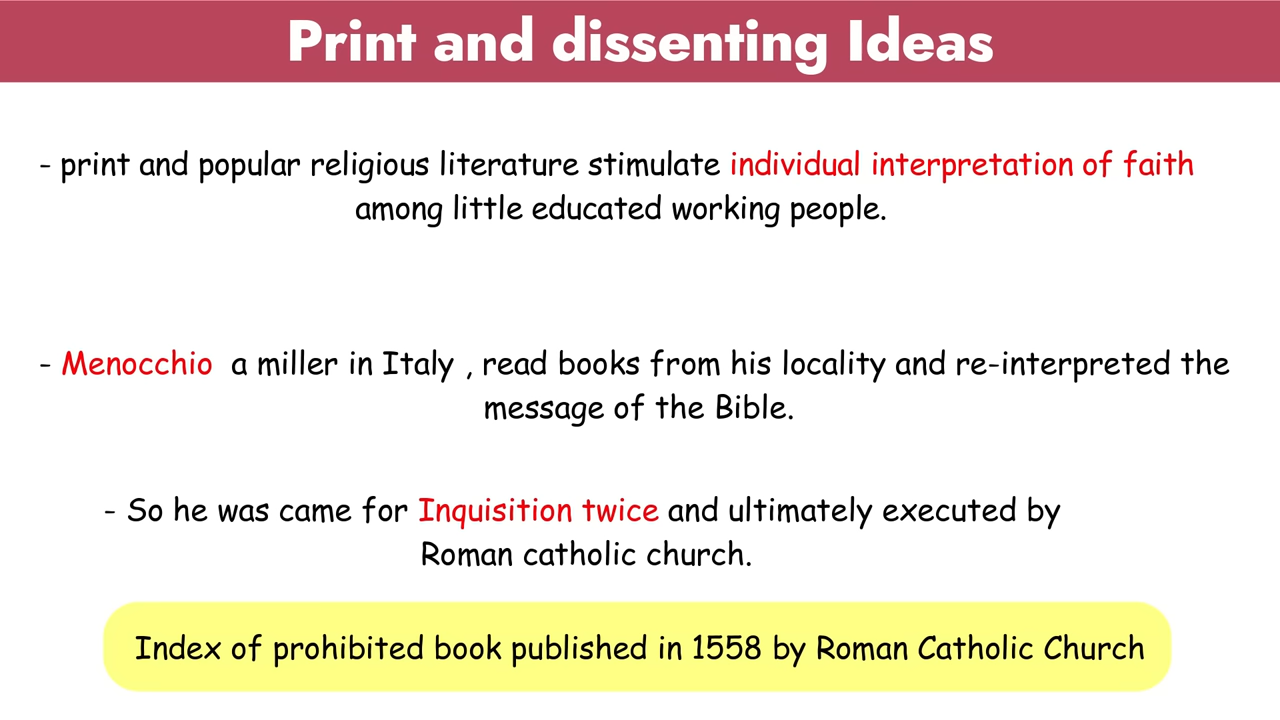 Print and dissenting Ideas
- print and popular religious literature stimulate individual interpretation of faith
among little educated working people.
- Menocchio a miller in Italy , read books from his locality and re-interpreted the
message of the Bible.
- So he was came for Inquisition twice and ultimately executed by
Roman catholic church.
Index of prohibited book published in 1558 by Roman Catholic Church